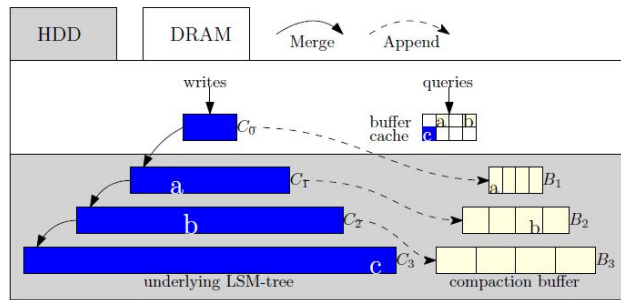 HDD DRAM Merge Append
writes queries
buffer cache a b c
C0
a C1 a B1
b C2 b B2
c C3 B3
underlying LSM-tree compaction buffer